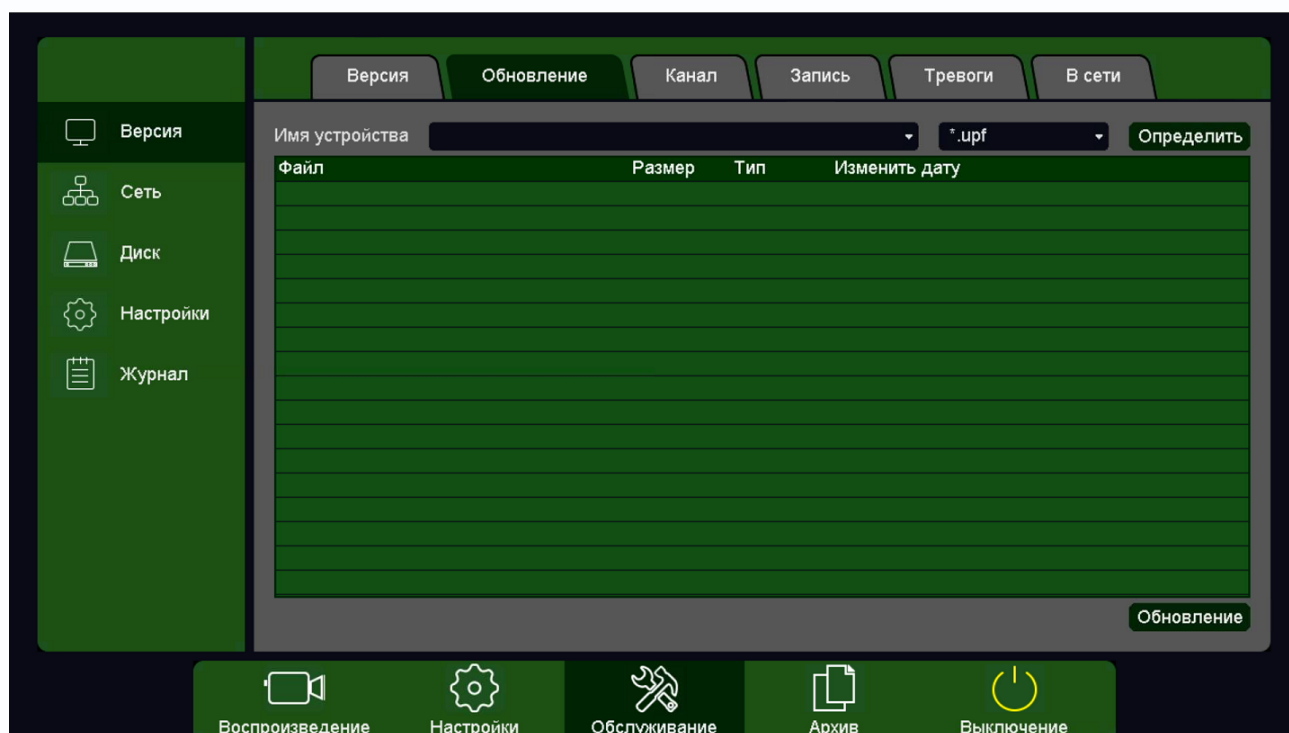 Версия Обновление Канал Запись Тревоги В сети
Версия
Сеть
Диск
Настройки
Журнал
Имя устройства *.upf Определить
Файл Размер Тип Изменить дату
Обновление
Воспроизведение Настройки Обслуживание Архив Выключение